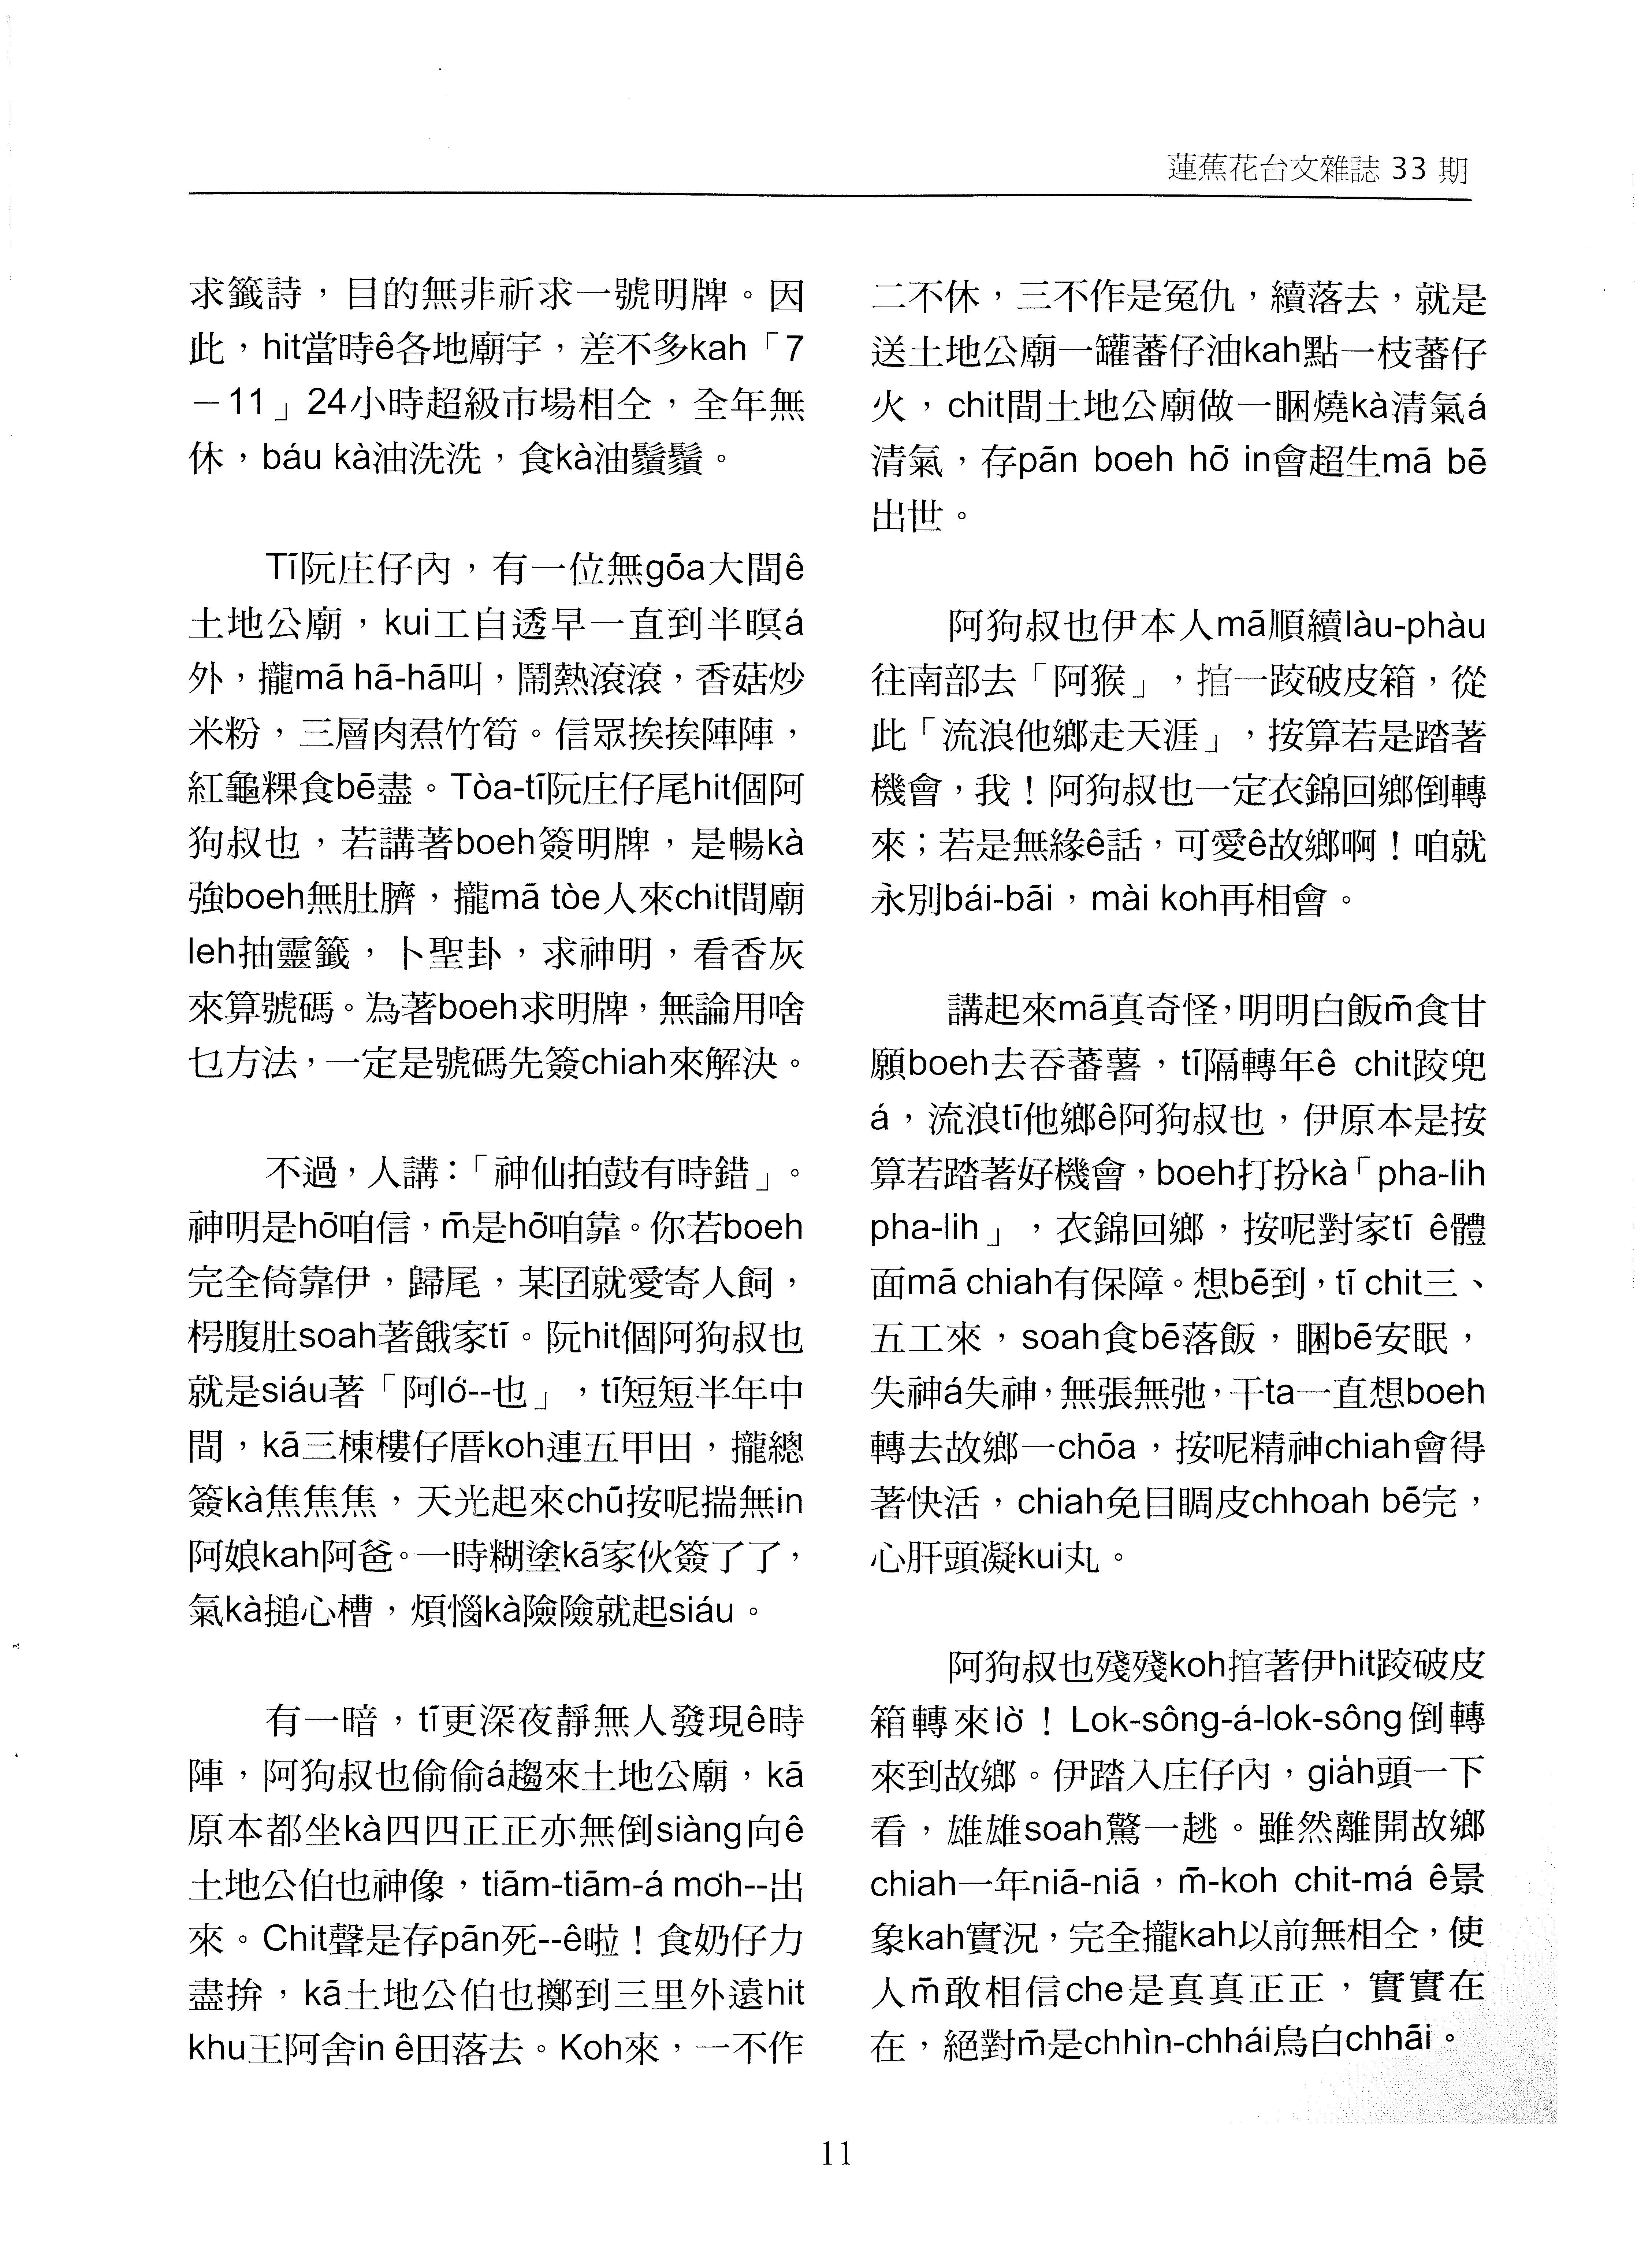 蓮蕉花台文雜誌 33 期
求籤詩，目的無非祈求一號明牌。因
此，hit當時ê各地廟宇，差不多kah「7
－11」24小時超級市場相仝，全年無
休，báu kà油洗洗，食kà油鬚鬚。
Tī阮庄仔內，有一位無gōa大間ê
土地公廟，kui工自透早一直到半暝á
外，攏mā hā-hā叫，鬧熱滾滾，香菇炒
米粉，三層肉焄竹筍。信眾挨挨陣陣，
紅龜粿食bē盡。Tòa-tī阮庄仔尾hit個阿
狗叔也，若講著boeh簽明牌，是暢kà
強boeh無肚臍，攏mā tòe人來chit間廟
leh抽靈籤，卜聖卦，求神明，看香灰
來算號碼。為著boeh求明牌，無論用啥
乜方法，一定是號碼先簽chiah來解決。
不過，人講：「神仙拍鼓有時錯」。
神明是hō͘咱信，m̄是hō͘咱靠。你若boeh
完全倚靠伊，歸尾，某囝就愛寄人飼，
枵腹肚soah著餓家tī。阮hit個阿狗叔也
就是siáu著「阿ló͘--也」，tī短短半年中
間，kā三棟樓仔厝koh連五甲田，攏總
簽kà焦焦焦，天光起來chū按呢揣無in
阿娘kah阿爸。一時糊塗kā家伙簽了了，
氣kà搥心槽，煩惱kà險險就起siáu。
有一暗，tī更深夜靜無人發現ê時
陣，阿狗叔也偷偷á趨來土地公廟，kā
原本都坐kà四四正正亦無倒siàng向ê
土地公伯也神像，tiām-tiām-á mo͘h--出
來。Chit聲是存pān死--ê啦！食奶仔力
盡拚，kā土地公伯也擲到三里外遠hit
khu王阿舍in ê田落去。Koh來，一不作
二不休，三不作是冤仇，續落去，就是
送土地公廟一罐蕃仔油kah點一枝蕃仔
火，chit間土地公廟做一睏燒kà清氣á
清氣，存pān boeh hō͘ in會超生mā bē
出世。
阿狗叔也伊本人mā順續làu-phàu
往南部去「阿猴」，捾一跤破皮箱，從
此「流浪他鄉走天涯」，按算若是踏著
機會，我！阿狗叔也一定衣錦回鄉倒轉
來；若是無緣ê話，可愛ê故鄉啊！咱就
永別bái-bāi，mài koh再相會。
講起來mā真奇怪，明明白飯m̄食甘
願boeh去吞蕃薯，tī隔轉年ê chit跤兜
á，流浪tī他鄉ê阿狗叔也，伊原本是按
算若踏著好機會，boeh打扮kà「pha-lih
pha-lih」，衣錦回鄉，按呢對家tī ê體
面mā chiah有保障。想bē到，tī chit三、
五工來，soah食bē落飯，睏bē安眠，
失神á失神，無張無弛，干ta一直想boeh
轉去故鄉一chōa，按呢精神chiah會得
著快活，chiah免目睭皮chhoah bē完，
心肝頭凝kui丸。
阿狗叔也殘殘koh捾著伊hit跤破皮
箱轉來lò͘！Lok-sông-á-lok-sông倒轉
來到故鄉。伊踏入庄仔內，gia̍h頭一下
看，雄雄soah驚一趒。雖然離開故鄉
chiah一年niā-niā，m̄-koh chit-má ê景
象kah實況，完全攏kah以前無相仝，使
人m̄敢相信che是真真正正，實實在
在，絕對m̄是chhìn-chhái烏白chhāi。
11